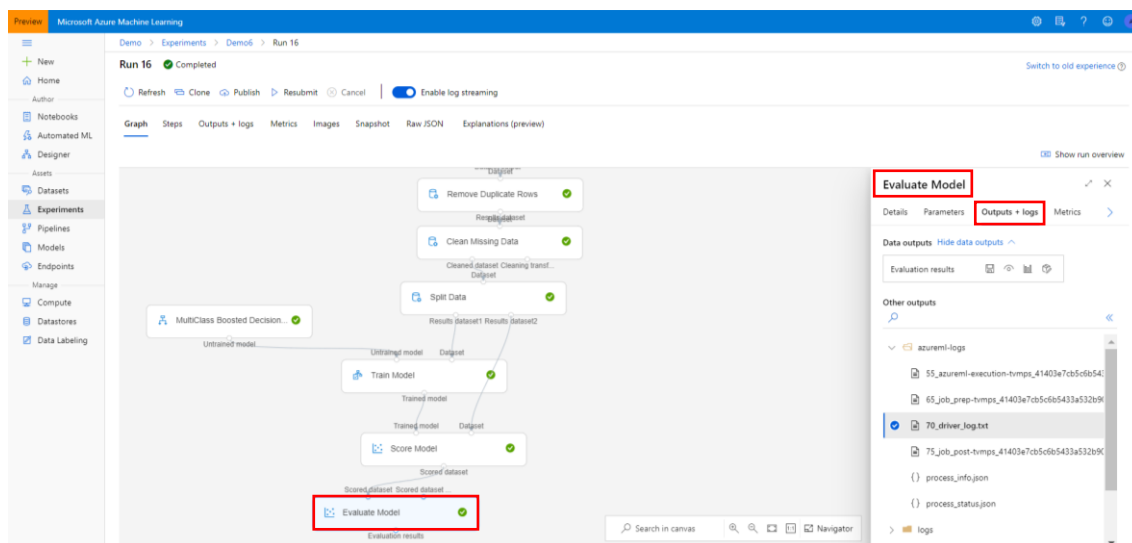 Preview Microsoft Azure Machine Learning
Demo > Experiments > Demo6 > Run 16
New
Home
Author
Notebooks
Automated ML
Designer
Assets
Datasets
Experiments
Pipelines
Models
Endpoints
Manage
Compute
Datastores
Data Labeling
Run 16 Completed
Switch to old experience
Refresh Clone Publish Resubmit Cancel Enable log streaming
Graph Steps Outputs + logs Metrics Images Snapshot Raw JSON Explanations (preview)
Show run overview
Dataset
Remove Duplicate Rows
Clean Missing Data
Cleaned dataset Cleaning transf...
Dataset
Split Data
Results dataset1 Results dataset2
MultiClass Boosted Decision...
Untrained model
Untrained model Dataset
Train Model
Trained model
Trained model Dataset
Score Model
Scored dataset
Scored dataset Scored dataset ...
Evaluate Model
Evaluation results
Search in canvas
1:1
Navigator
Evaluate Model
Details Parameters Outputs + logs Metrics
Data outputs Hide data outputs
Evaluation results
Other outputs
azureml-logs
55_azureml-execution-tvmps_41403e7cb5c6b54
65_job_prep-tvmps_41403e7cb5c6b5433a532b9
70_driver_log.txt
75_job_post-tvmps_41403e7cb5c6b5433a532b9
{ } process_info.json
{ } process_status.json
logs